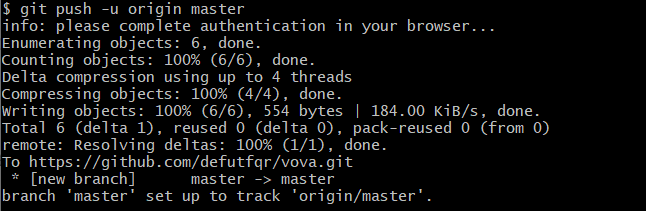 $ git push -u origin master
info: please complete authentication in your browser...
Enumerating objects: 6, done.
Counting objects: 100% (6/6), done.
Delta compression using up to 4 threads
Compressing objects: 100% (4/4), done.
Writing objects: 100% (6/6), 554 bytes | 184.00 KiB/s, done.
Total 6 (delta 1), reused 0 (delta 0), pack-reused 0 (from 0)
remote: Resolving deltas: 100% (1/1), done.
To https://github.com/defutfqr/vova.git
 * [new branch]      master -> master
branch 'master' set up to track 'origin/master'.